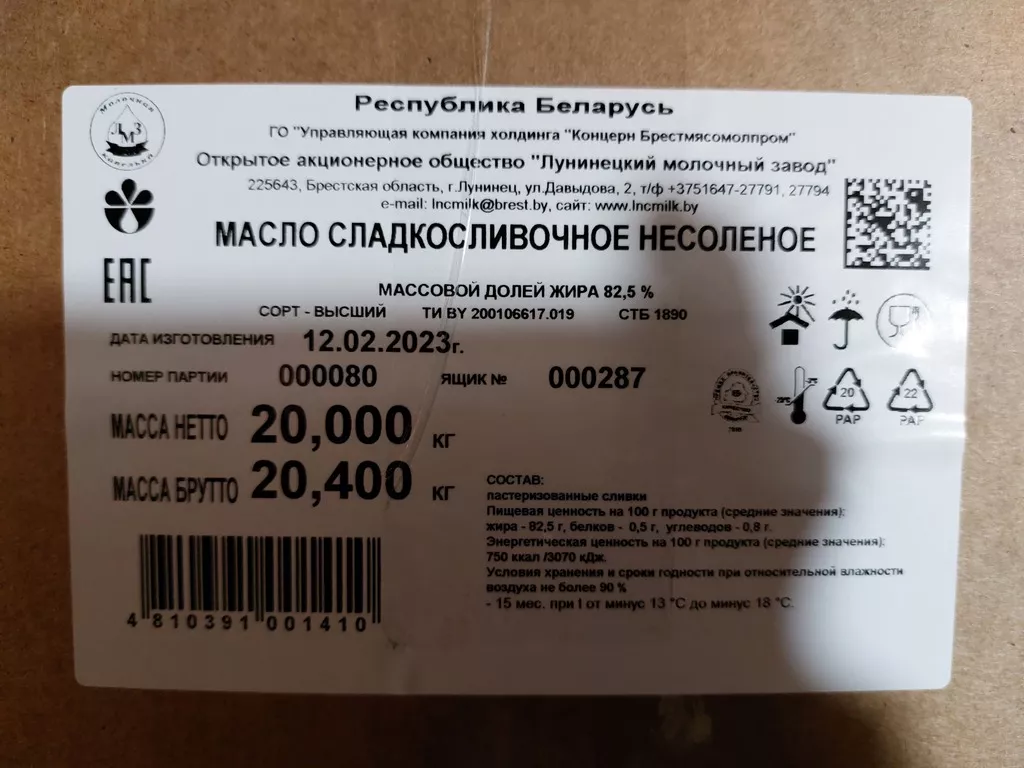 Республика Беларусь
ГО "Управляющая компания холдинга "Концерн Брестмясомолпром"
Открытое акционерное общество "Лунинецкий молочный завод"
225643, Брестская область, г.Лунинец, ул.Давыдова, 2, т/ф +3751647-27791, 27794
e-mail: lncmilk@brest.by, сайт: www.lncmilk.by
МАСЛО СЛАДКОСЛИВОЧНОЕ НЕСОЛЕНОЕ
EAC
МАССОВОЙ ДОЛЕЙ ЖИРА 82,5 %
СОРТ - ВЫСШИЙ ТИ BY 200106617.019 СТБ 1890
ДАТА ИЗГОТОВЛЕНИЯ 12.02.2023г.
НОМЕР ПАРТИИ 000080 ЯЩИК № 000287
МАССА НЕТТО 20,000 КГ
МАССА БРУТТО 20,400 КГ
20 PAP
22 PAP
СОСТАВ:
пастеризованные сливки
Пищевая ценность на 100 г продукта (средние значения):
жира - 82,5 г, белков - 0,5 г, углеводов - 0,8 г.
Энергетическая ценность на 100 г продукта (средние значения):
750 ккал /3070 кДж.
Условия хранения и сроки годности при относительной влажности
воздуха не более 90 %
- 15 мес. при t от минус 13 °С до минус 18 °С.
4 810391 001410